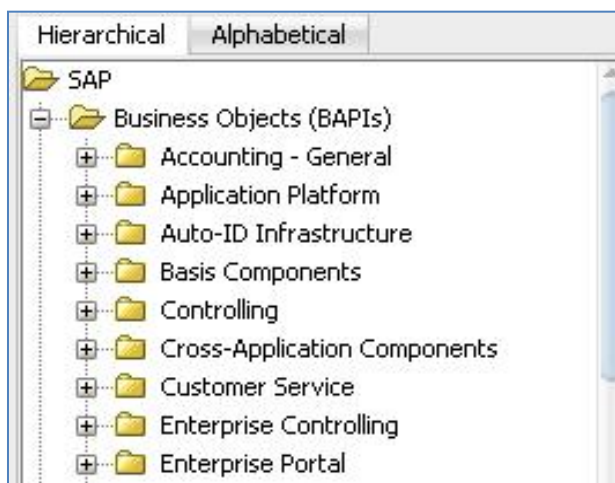 Hierarchical Alphabetical
SAP
Business Objects (BAPIs)
Accounting - General
Application Platform
Auto-ID Infrastructure
Basis Components
Controlling
Cross-Application Components
Customer Service
Enterprise Controlling
Enterprise Portal